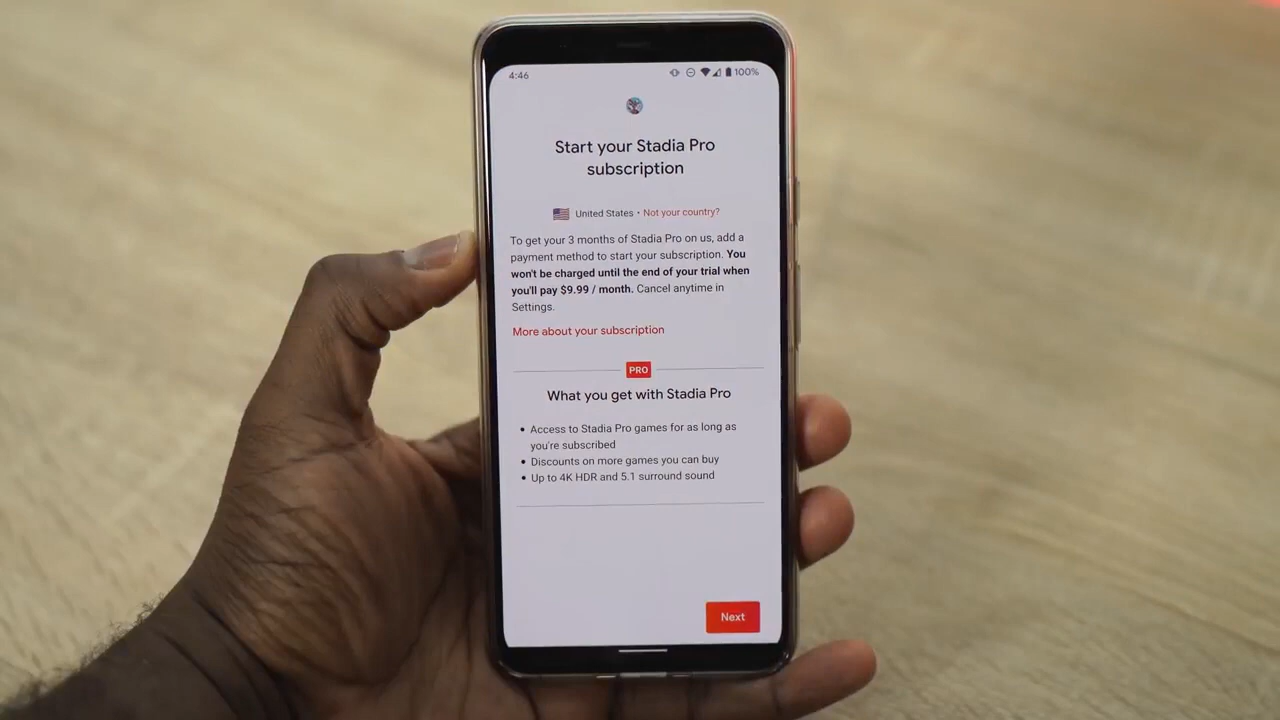 4:46
100%
Start your Stadia Pro
subscription
United States • Not your country?
To get your 3 months of Stadia Pro on us, add a
payment method to start your subscription. You
won't be charged until the end of your trial when
you'll pay $9.99 / month. Cancel anytime in
Settings.
More about your subscription
PRO
What you get with Stadia Pro
• Access to Stadia Pro games for as long as
you're subscribed
• Discounts on more games you can buy
• Up to 4K HDR and 5.1 surround sound
Next